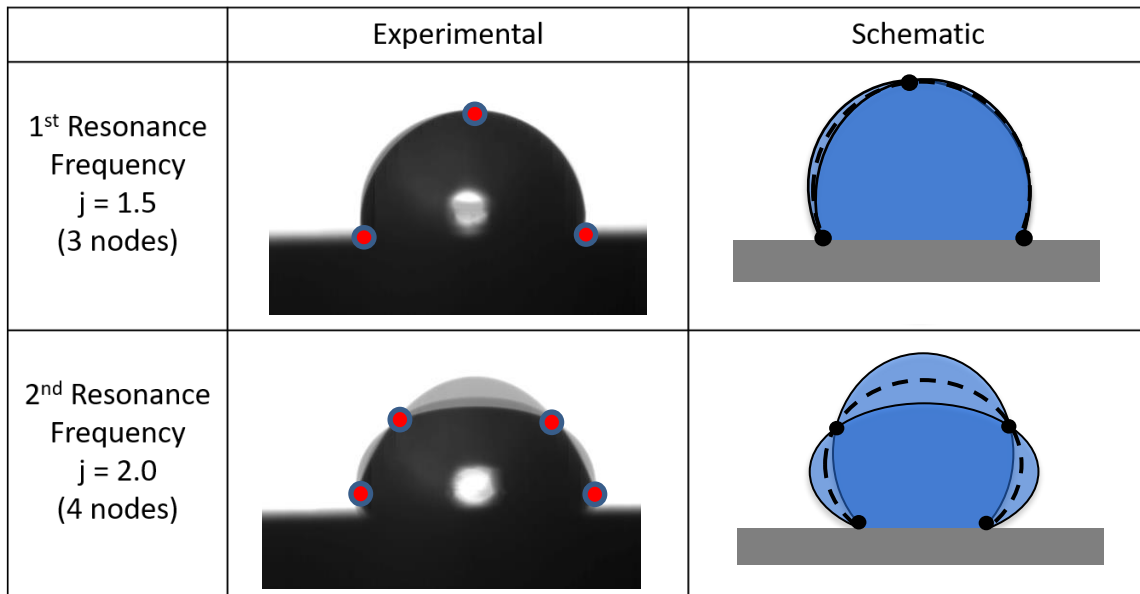 Experimental
Schematic
1st Resonance
Frequency
j = 1.5
(3 nodes)
2nd Resonance
Frequency
j = 2.0
(4 nodes)